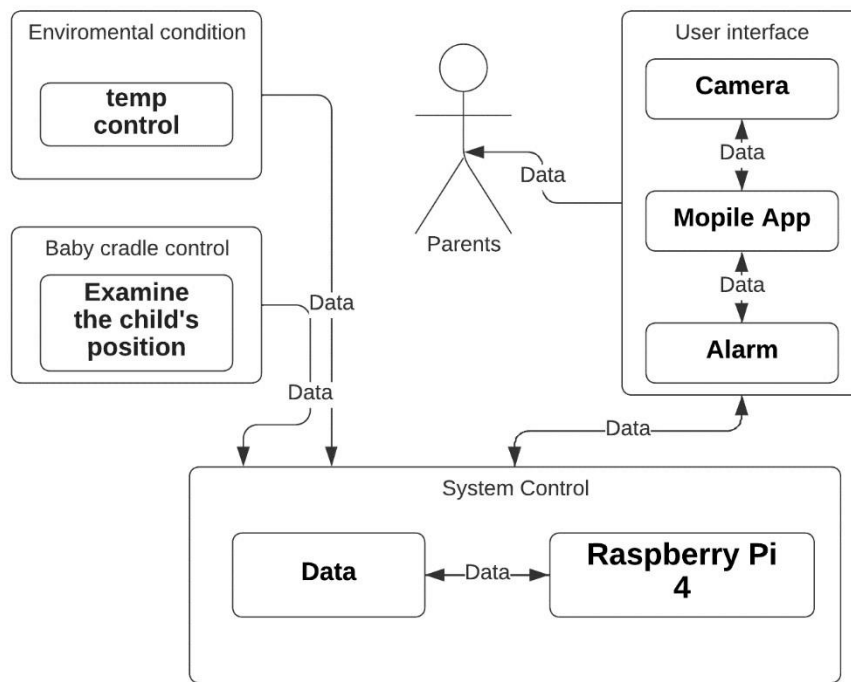 Enviromental condition
temp
control
Baby cradle control
Examine
the child's
position
Data
Data
Parents
Data
User interface
Camera
Data
Mopile App
Data
Alarm
Data
System Control
Data
Data
Raspberry Pi
4